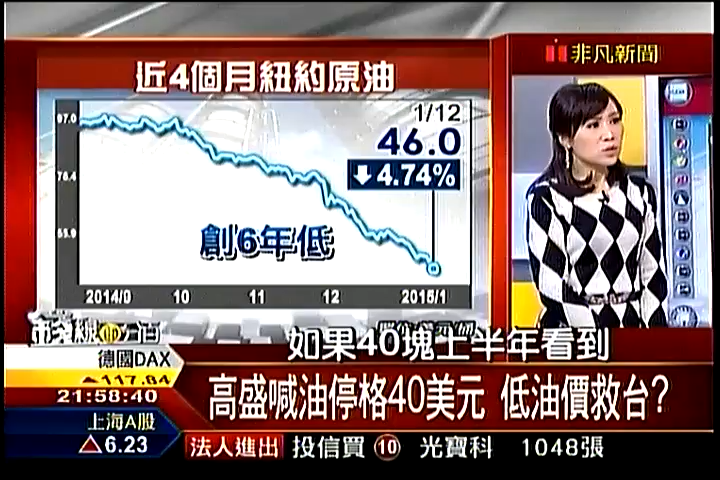 非凡新聞
近4個月紐約原油
1/12
46.0
4.74%
97.0
76.4
55.9
創6年低
2014/9 10 11 12 2015/1
德國DAX
117.84
如果40塊上半年看到
高盛喊油停格40美元 低油價救台?
21:58:40
上海A股
6.23
法人進出 投信買 10 光寶科 1048張